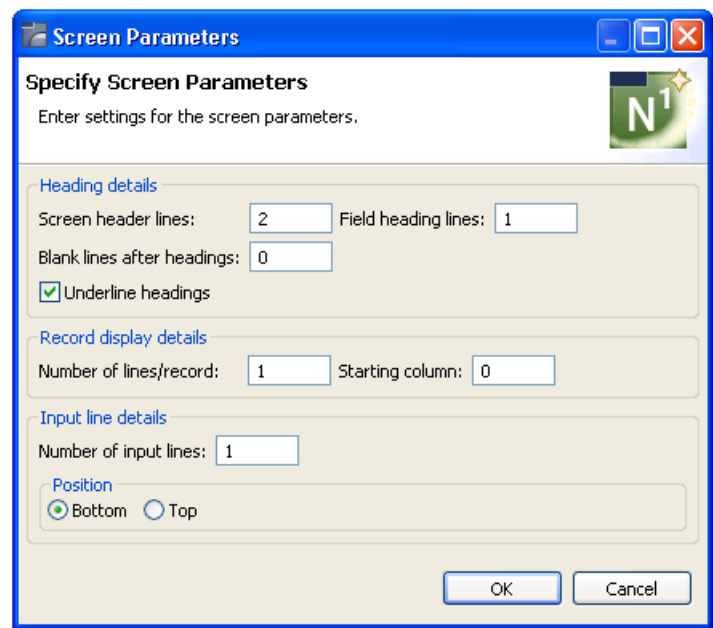 Screen Parameters
Specify Screen Parameters
Enter settings for the screen parameters.
N1
Heading details
Screen header lines: 2 Field heading lines: 1
Blank lines after headings: 0
Underline headings
Record display details
Number of lines/record: 1 Starting column: 0
Input line details
Number of input lines: 1
Position
Bottom Top
OK Cancel